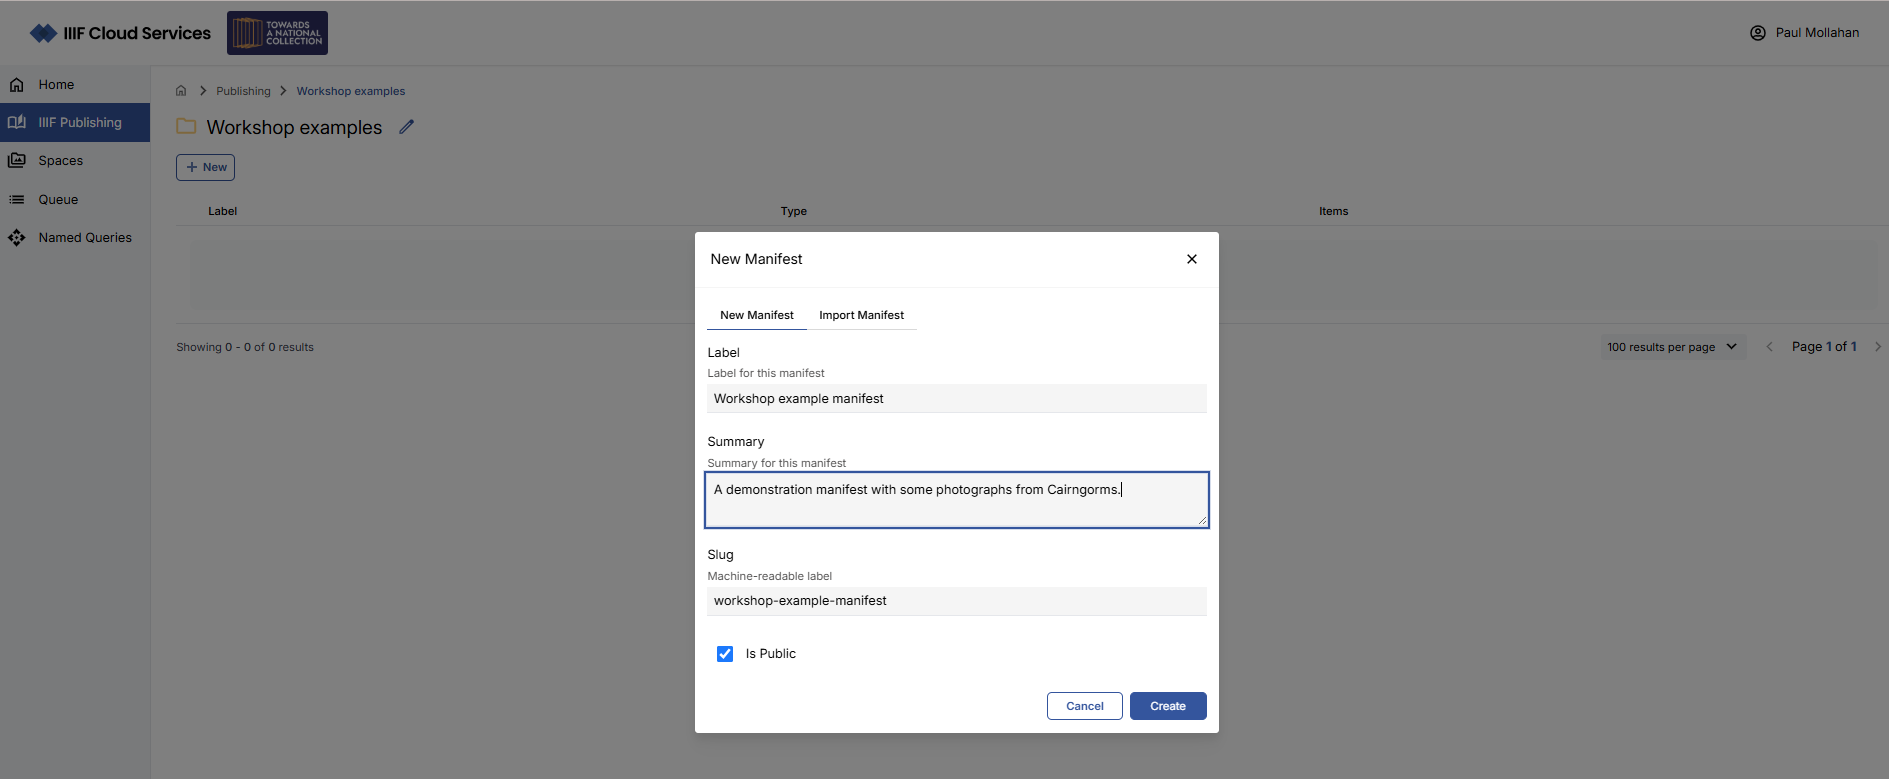 IIIF Cloud Services
TOWARDS
A NATIONAL
COLLECTION
Paul Mollahan
Home
IIIF Publishing
Spaces
Queue
Named Queries
Publishing Workshop examples
Workshop examples
+ New
Label Type Items
Showing 0 - 0 of 0 results
100 results per page Page 1 of 1
New Manifest
New Manifest Import Manifest
Label
Label for this manifest
Workshop example manifest
Summary
Summary for this manifest
A demonstration manifest with some photographs from Cairngorms.
Slug
Machine-readable label
workshop-example-manifest
Is Public
Cancel Create